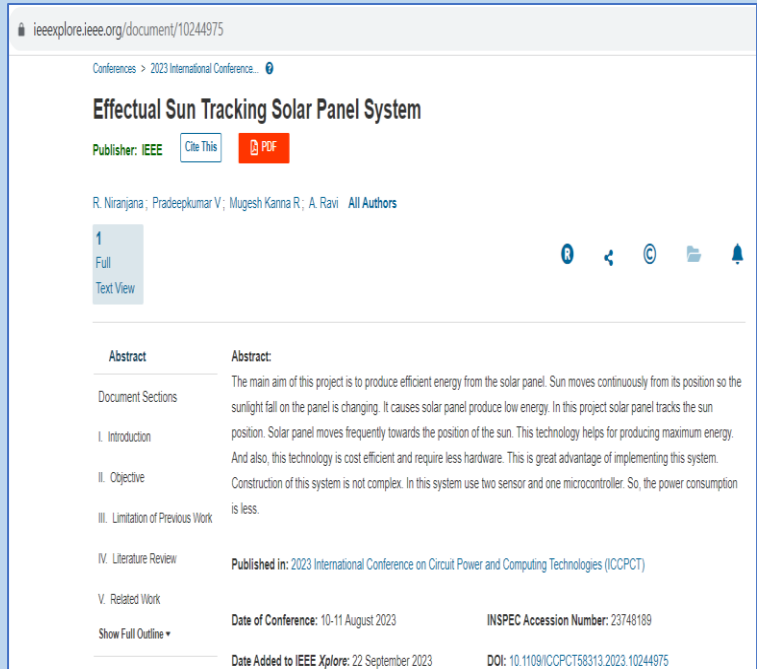 ieeexplore.ieee.org/document/10244975
Conferences > 2023 International Conference... ?
Effectual Sun Tracking Solar Panel System
Publisher: IEEE
Cite This
PDF
R. Niranjana ; Pradeepkumar V ; Mugesh Kanna R ; A. Ravi All Authors
1
Full
Text View
R
©
Abstract
Document Sections
I. Introduction
II. Objective
III. Limitation of Previous Work
IV. Literature Review
V. Related Work
Show Full Outline ▾
Abstract:
The main aim of this project is to produce efficient energy from the solar panel. Sun moves continuously from its position so the
sunlight fall on the panel is changing. It causes solar panel produce low energy. In this project solar panel tracks the sun
position. Solar panel moves frequently towards the position of the sun. This technology helps for producing maximum energy.
And also, this technology is cost efficient and require less hardware. This is great advantage of implementing this system.
Construction of this system is not complex. In this system use two sensor and one microcontroller. So, the power consumption
is less.
Published in: 2023 International Conference on Circuit Power and Computing Technologies (ICCPCT)
Date of Conference: 10-11 August 2023
INSPEC Accession Number: 23748189
Date Added to IEEE Xplore: 22 September 2023
DOI: 10.1109/ICCPCT58313.2023.10244975